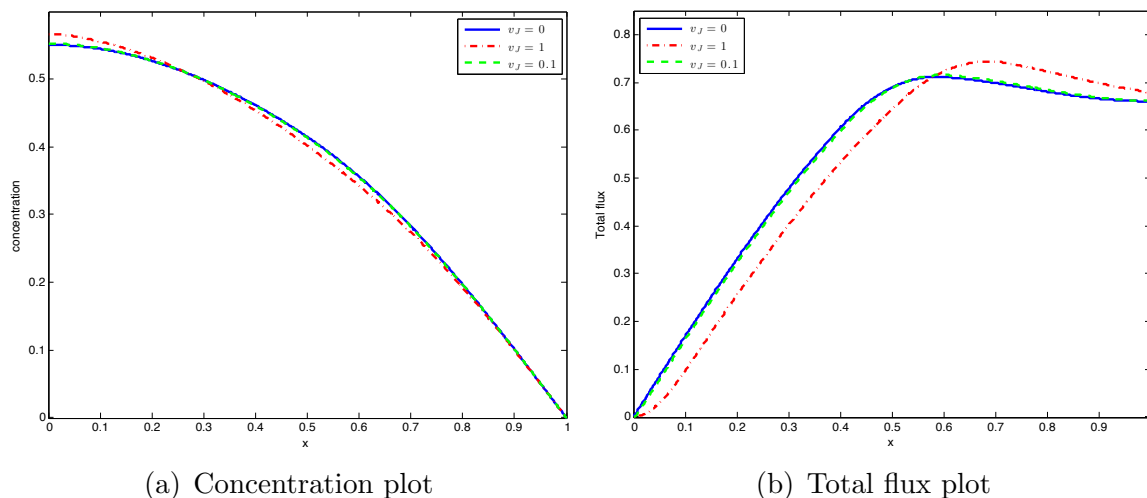 v_J = 0
v_J = 1
v_J = 0.1
0.5
0.4
0.3
0.2
0.1
0
concentration
0 0.1 0.2 0.3 0.4 0.5 0.6 0.7 0.8 0.9 1
x
(a) Concentration plot
v_J = 0
v_J = 1
v_J = 0.1
0.8
0.7
0.6
0.5
0.4
0.3
0.2
0.1
0
Total flux
0 0.1 0.2 0.3 0.4 0.5 0.6 0.7 0.8 0.9
x
(b) Total flux plot